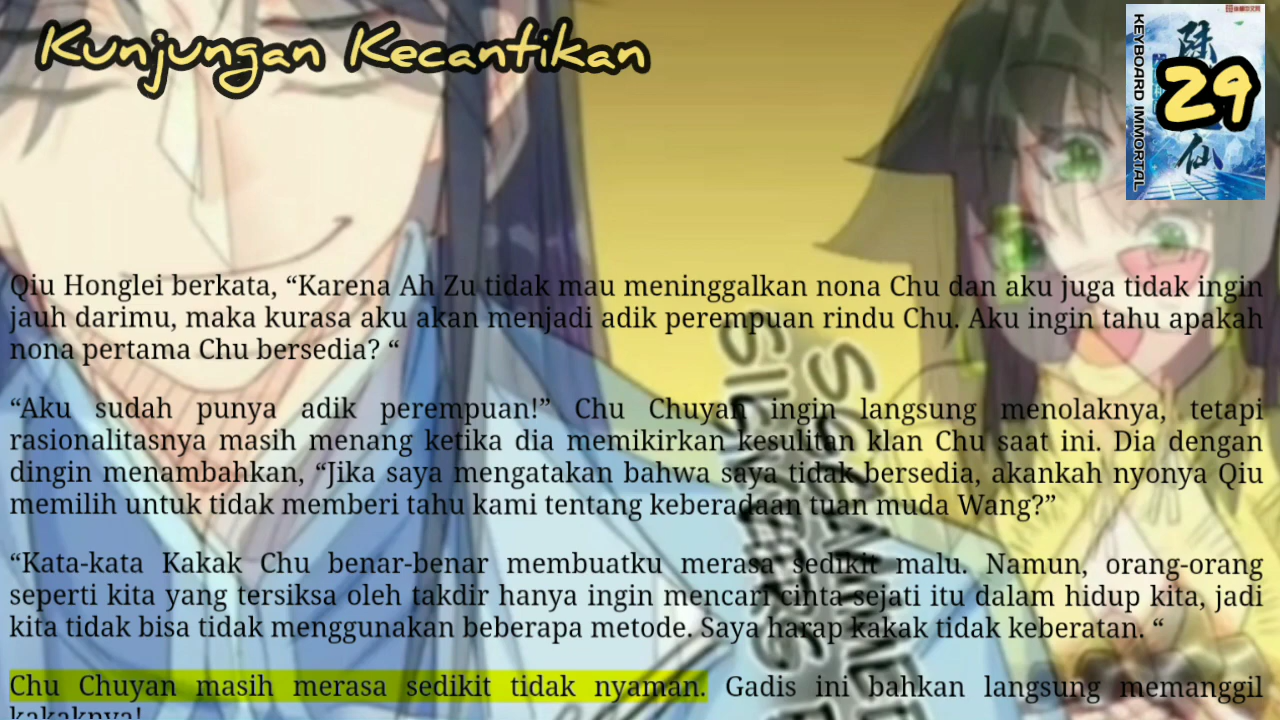 Kunjungan Kecantikan
KEYBOARD IMMORTAL
29
仙
Qiu Honglei berkata, “Karena Ah Zu tidak mau meninggalkan nona Chu dan aku juga tidak ingin
jauh darimu, maka kurasa aku akan menjadi adik perempuan rindu Chu. Aku ingin tahu apakah
nona pertama Chu bersedia? “
“Aku sudah punya adik perempuan!” Chu Chuyan ingin langsung menolaknya, tetapi
rasionalitasnya masih menang ketika dia memikirkan kesulitan klan Chu saat ini. Dia dengan
dingin menambahkan, “Jika saya mengatakan bahwa saya tidak bersedia, akankah nyonya Qiu
memilih untuk tidak memberi tahu kami tentang keberadaan tuan muda Wang?”
“Kata-kata Kakak Chu benar-benar membuatku merasa sedikit malu. Namun, orang-orang
seperti kita yang tersiksa oleh takdir hanya ingin mencari cinta sejati itu dalam hidup kita, jadi
kita tidak bisa tidak menggunakan beberapa metode. Saya harap kakak tidak keberatan. “
Chu Chuyan masih merasa sedikit tidak nyaman. Gadis ini bahkan langsung memanggil
kakaknya!